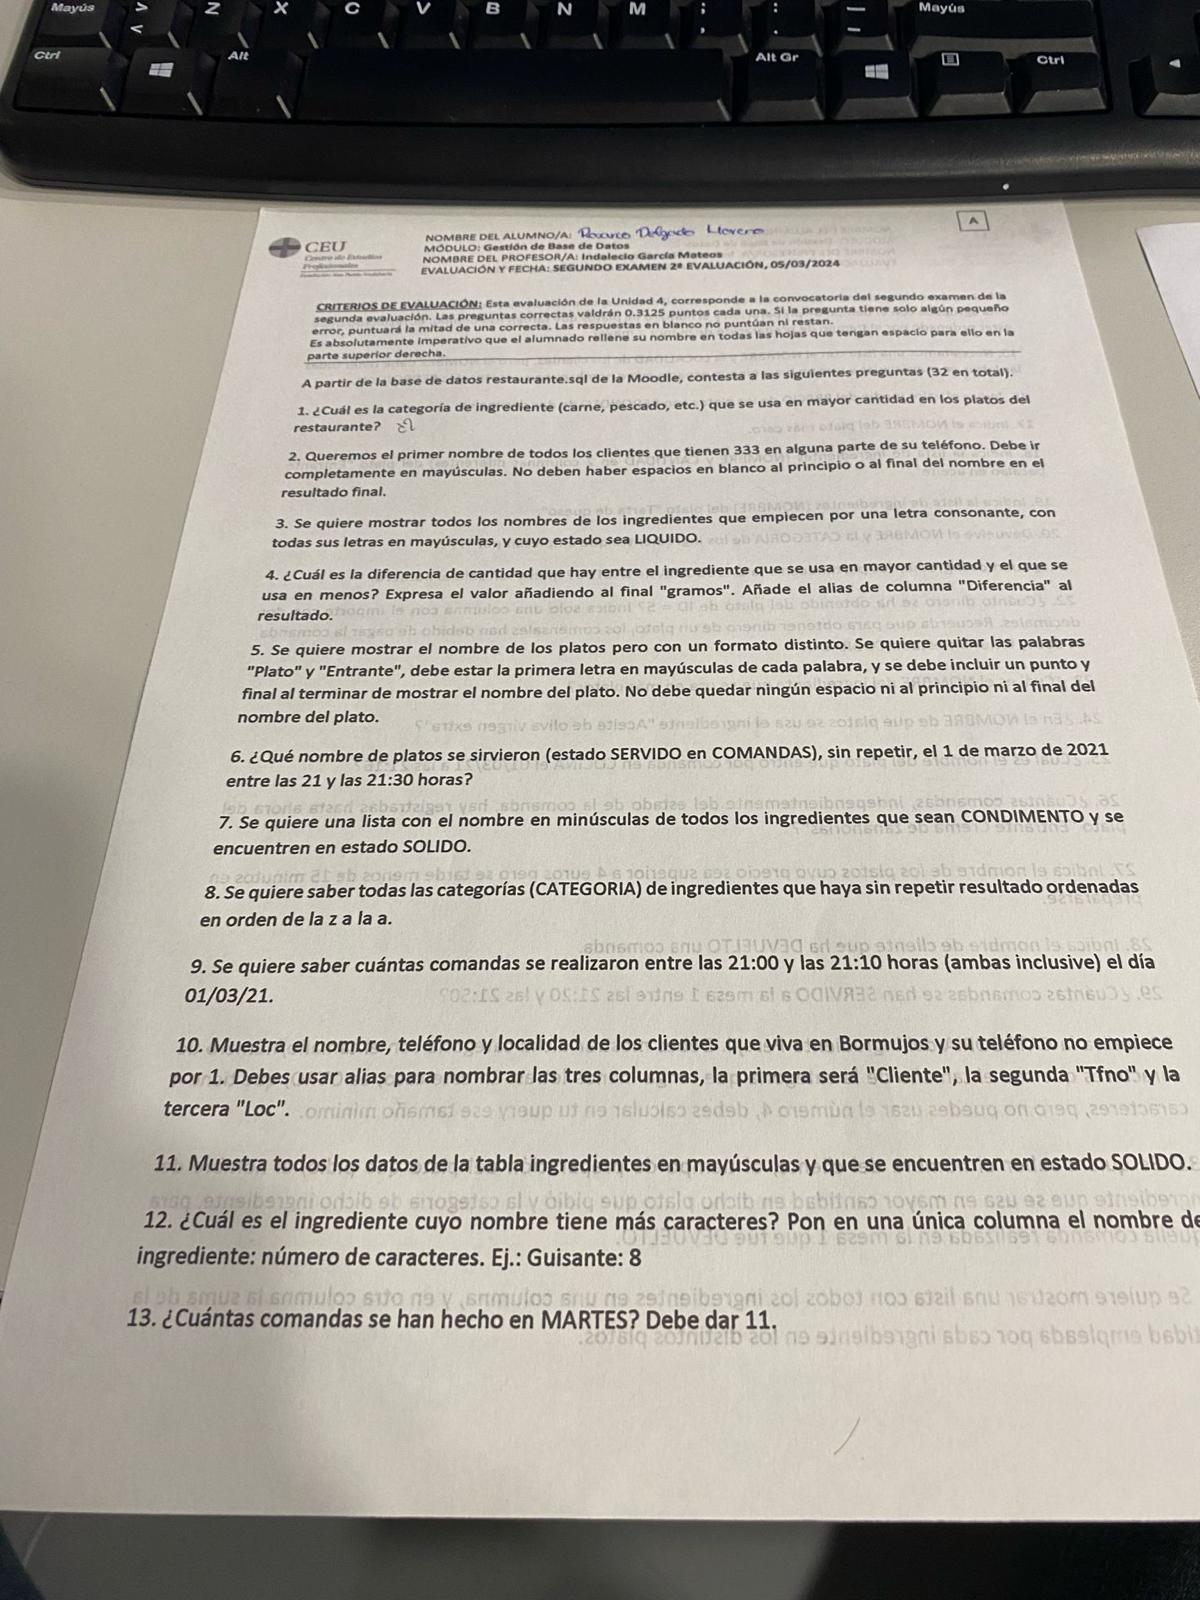 Mayús > < Z X C V B N M ; , : . _ - Mayús
Ctrl Alt Alt Gr Ctrl
A
CEU
Centro de Estudios
Profesionales
NOMBRE DEL ALUMNO/A: Delgado
MÓDULO: Gestión de Base de Datos
NOMBRE DEL PROFESOR/A: Indalecio García Mateos
EVALUACIÓN Y FECHA: SEGUNDO EXAMEN 2ª EVALUACIÓN, 05/03/2024
CRITERIOS DE EVALUACIÓN: Esta evaluación de la Unidad 4, corresponde a la convocatoria del segundo examen de la
segunda evaluación. Las preguntas correctas valdrán 0.3125 puntos cada una. Si la pregunta tiene solo algún pequeño
error, puntuará la mitad de una correcta. Las respuestas en blanco no puntúan ni restan.
Es absolutamente imperativo que el alumnado rellene su nombre en todas las hojas que tengan espacio para ello en la
parte superior derecha.
A partir de la base de datos restaurante.sql de la Moodle, contesta a las siguientes preguntas (32 en total).
1. ¿Cuál es la categoría de ingrediente (carne, pescado, etc.) que se usa en mayor cantidad en los platos del
restaurante?
2. Queremos el primer nombre de todos los clientes que tienen 333 en alguna parte de su teléfono. Debe ir
completamente en mayúsculas. No deben haber espacios en blanco al principio o al final del nombre en el
resultado final.
3. Se quiere mostrar todos los nombres de los ingredientes que empiecen por una letra consonante, con
todas sus letras en mayúsculas, y cuyo estado sea LIQUIDO.
4. ¿Cuál es la diferencia de cantidad que hay entre el ingrediente que se usa en mayor cantidad y el que se
usa en menos? Expresa el valor añadiendo al final "gramos". Añade el alias de columna "Diferencia" al
resultado.
5. Se quiere mostrar el nombre de los platos pero con un formato distinto. Se quiere quitar las palabras
"Plato" y "Entrante", debe estar la primera letra en mayúsculas de cada palabra, y se debe incluir un punto y
final al terminar de mostrar el nombre del plato. No debe quedar ningún espacio ni al principio ni al final del
nombre del plato.
6. ¿Qué nombre de platos se sirvieron (estado SERVIDO en COMANDAS), sin repetir, el 1 de marzo de 2021
entre las 21 y las 21:30 horas?
7. Se quiere una lista con el nombre en minúsculas de todos los ingredientes que sean CONDIMENTO y se
encuentren en estado SOLIDO.
8. Se quiere saber todas las categorías (CATEGORIA) de ingredientes que haya sin repetir resultado ordenadas
en orden de la z a la a.
9. Se quiere saber cuántas comandas se realizaron entre las 21:00 y las 21:10 horas (ambas inclusive) el día
01/03/21.
10. Muestra el nombre, teléfono y localidad de los clientes que viva en Bormujos y su teléfono no empiece
por 1. Debes usar alias para nombrar las tres columnas, la primera será "Cliente", la segunda "Tfno" y la
tercera "Loc".
11. Muestra todos los datos de la tabla ingredientes en mayúsculas y que se encuentren en estado SOLIDO.
12. ¿Cuál es el ingrediente cuyo nombre tiene más caracteres? Pon en una única columna el nombre de
ingrediente: número de caracteres. Ej.: Guisante: 8
13. ¿Cuántas comandas se han hecho en MARTES? Debe dar 11.